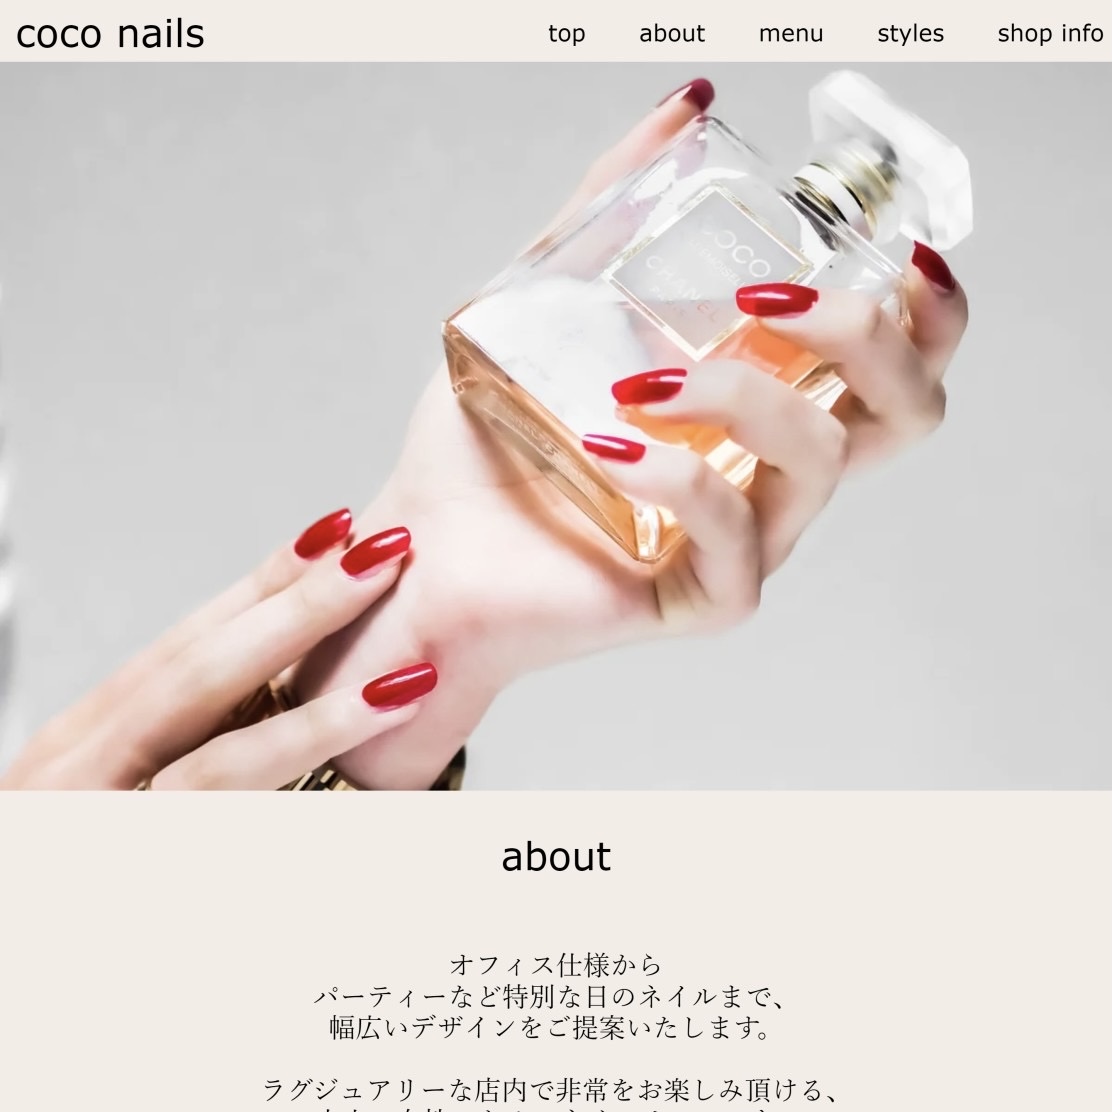 coco nails
top about menu styles shop info
COCO
CHANEL
about
オフィス仕様から
パーティーなど特別な日のネイルまで、
幅広いデザインをご提案いたします。
ラグジュアリーな店内で非常をお楽しみ頂ける、